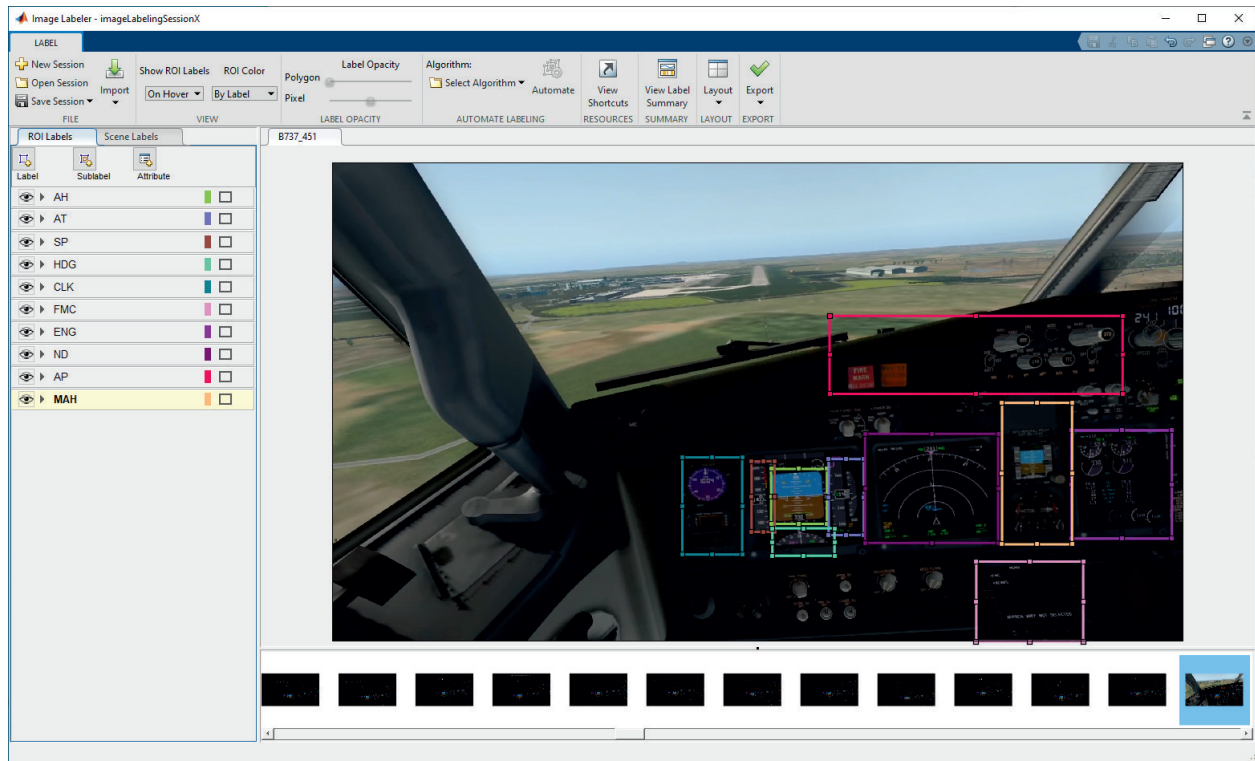 Image Labeler - imageLabelingSessionX
LABEL
New Session
Open Session
Save Session
Import
FILE
Show ROI Labels
ROI Color
On Hover
By Label
VIEW
Label Opacity
Polygon
Pixel
LABEL OPACITY
Algorithm:
Select Algorithm
Automate
AUTOMATE LABELING
View
Shortcuts
RESOURCES
View Label
Summary
SUMMARY
Layout
LAYOUT
Export
EXPORT
ROI Labels
Scene Labels
B737_451
Label
Sublabel
Attribute
AH
AT
SP
HDG
CLK
FMC
ENG
ND
AP
MAH
FIRE
WARN